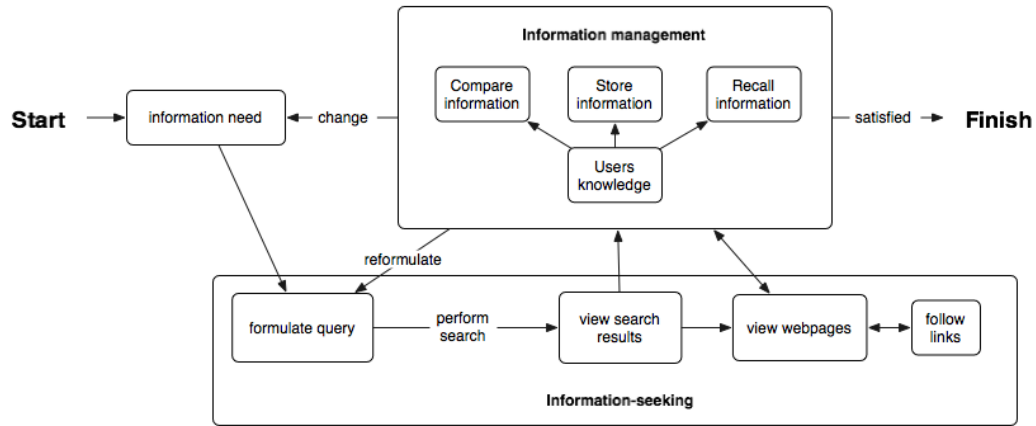 Information management
Compare
information
Store
information
Recall
information
Start
information need
change
satisfied
Finish
Users
knowledge
reformulate
formulate query
perform
search
view search
results
view webpages
follow
links
Information-seeking